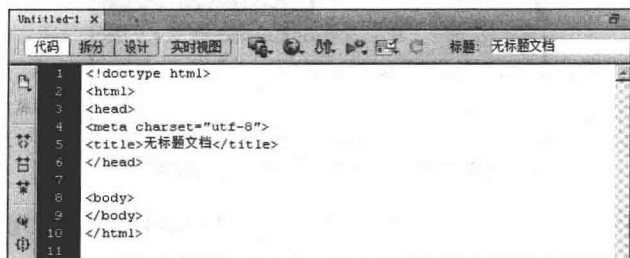 Untitled-1 ×
代码 拆分 设计 实时视图 标题: 无标题文档
1 <!doctype html>
2 <html>
3 <head>
4 <meta charset="utf-8">
5 <title>无标题文档</title>
6 </head>
7
8 <body>
9 </body>
10 </html>
11